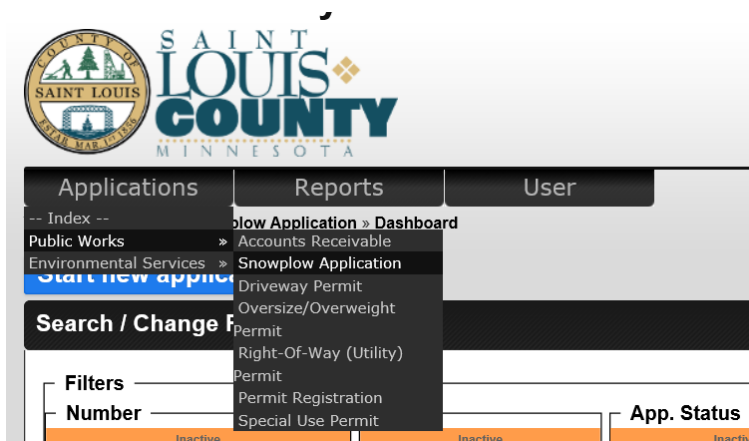 COUNTY OF
SAINT LOUIS
ESTAB. MAR. 1st 1856
SAINT
LOUIS
COUNTY
MINNESOTA
Applications
Reports
User
-- Index --
Public Works »
Environmental Services »
plow Application » Dashboard
Accounts Receivable
Snowplow Application
Driveway Permit
Oversize/Overweight
Permit
Right-Of-Way (Utility)
Permit
Permit Registration
Special Use Permit
Start new applic
Search / Change
Filters
Number
App. Status
Inactive
Inactive